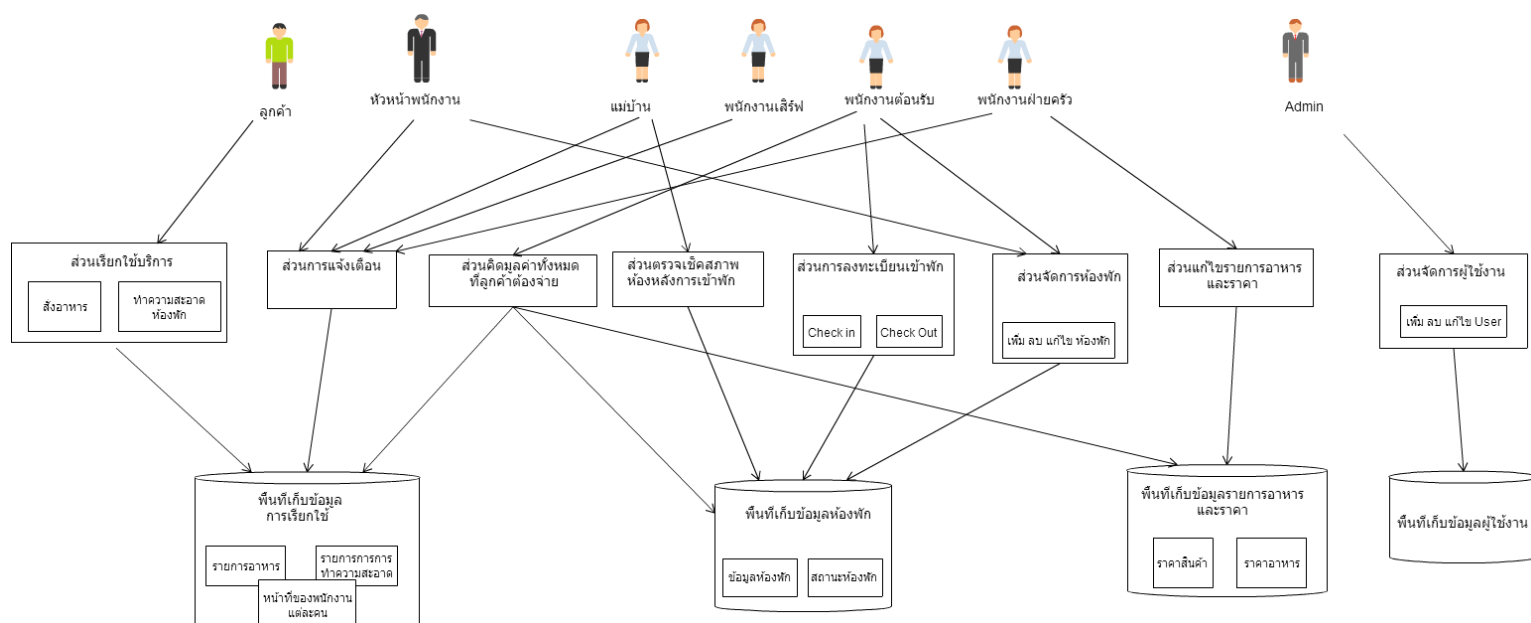 ลูกค้า
หัวหน้าพนักงาน
แม่บ้าน
พนักงานเสิร์ฟ
พนักงานต้อนรับ
พนักงานฝ่ายครัว
Admin
ส่วนเรียกใช้บริการ
สั่งอาหาร
ทำความสะอาด
ห้องพัก
ส่วนการแจ้งเตือน
ส่วนคิดมูลค่าทั้งหมด
ที่ลูกค้าต้องจ่าย
ส่วนตรวจเช็คสภาพ
ห้องหลังการเข้าพัก
ส่วนการลงทะเบียนเข้าพัก
Check in
Check Out
ส่วนจัดการห้องพัก
เพิ่ม ลบ แก้ไข ห้องพัก
ส่วนแก้ไขรายการอาหาร
และราคา
ส่วนจัดการผู้ใช้งาน
เพิ่ม ลบ แก้ไข User
พื้นที่เก็บข้อมูล
การเรียกใช้
รายการอาหาร
รายการการการ
ทำความสะอาด
หน้าที่ของพนักงาน
แต่ละคน
พื้นที่เก็บข้อมูลห้องพัก
ข้อมูลห้องพัก
สถานะห้องพัก
พื้นที่เก็บข้อมูลรายการอาหาร
และราคา
ราคาสินค้า
ราคาอาหาร
พื้นที่เก็บข้อมูลผู้ใช้งาน